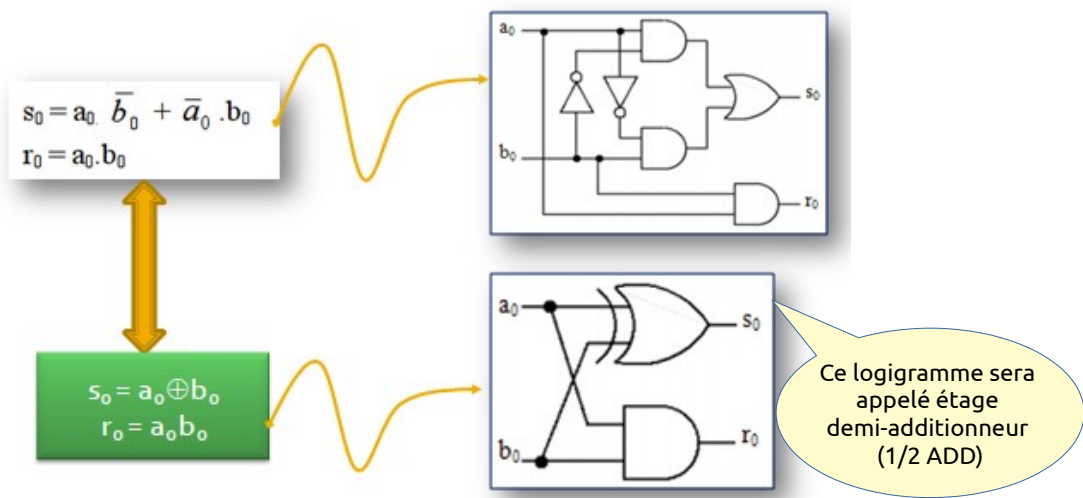 s₀ = a₀. b̅₀ + a̅₀ .b₀
r₀ = a₀.b₀
a₀
b₀
s₀
r₀
s₀ = a₀⊕b₀
r₀ = a₀b₀
a₀
b₀
s₀
r₀
Ce logigramme sera
appelé étage
demi-additionneur
(1/2 ADD)